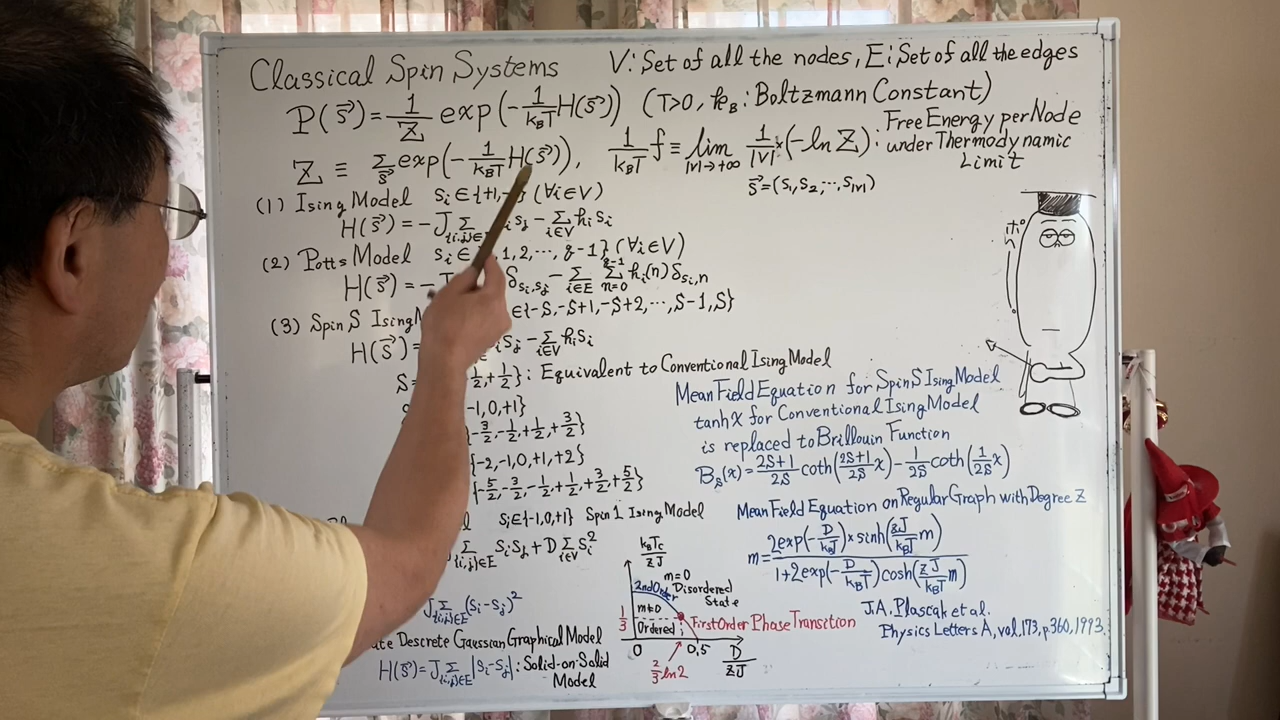 Classical Spin Systems
V: Set of all the nodes, E: Set of all the edges
P(s⃗) = 1/Z exp(-1/(k_BT) H(s⃗)) (T>0, k_B: Boltzmann Constant)
Z ≡ Σ_s⃗ exp(-1/(k_BT) H(s⃗)), 1/(k_BT) f ≡ lim_{|V|→+∞} 1/|V| × (-ln Z):
Free Energy per Node
under Thermodynamic
Limit
s⃗=(s₁,s₂,⋯,s_|V|)
(1) Ising Model s_i ∈ {+1,-} (∀i∈V)
H(s⃗) = -J Σ_{{i,j}∈ i s_j - Σ_{i∈V} h_i s_i
(2) Potts Model s_i ∈ 1,2,⋯,q-1} (∀i∈V)
H(s⃗) = - δ_{s_i,s_j} - Σ_{i∈E} Σ_{n=0}^{q-1} h_i(n) δ_{s_i,n}
(3) Spin S Ising ∈{-S,-S+1,-S+2,⋯,S-1,S}
H(s⃗) = i s_j - Σ_{i∈V} h_i s_i
S= 1/2,+1/2}: Equivalent to Conventional Ising Model
-1,0,+1}
-3/2,-1/2,+1/2,+3/2}
{-2,-1,0,+1,+2}
{-5/2,-3/2,-1/2,+1/2,+3/2,+5/2}
s_i∈{-1,0,+1} Spin 1 Ising Model
Σ_{{i,j}∈E} s_i s_j + D Σ_{i∈V} s_i²
J Σ_{{i,j}∈E} (s_i - s_j)²
Discrete Gaussian Graphical Model
H(s⃗) = J Σ_{{i,j}∈E} |s_i - s_j| : Solid-on-Solid
Model
iti
Mean Field Equation for Spin S Ising Model
tanh x for Conventional Ising Model
is replaced to Brillouin Function
B_s(x) = (2S+1)/(2S) coth((2S+1)/(2S) x) - 1/(2S) coth(1/(2S) x)
Mean Field Equation on Regular Graph with Degree Z
m = 2exp(-D/(k_BT)) × sinh(zJ/(k_BT) m) / 1+2exp(-D/(k_BT)) cosh(zJ/(k_BT) m)
J.A. Plascak et al.
Physics Letters A, vol.173, p.360, 1993.
k_BT_c/zJ
m=0
Disordered
State
2nd Order
m≠0
Ordered
1/3
First Order Phase Transition
0
0.5
D/zJ
2/3 ln2